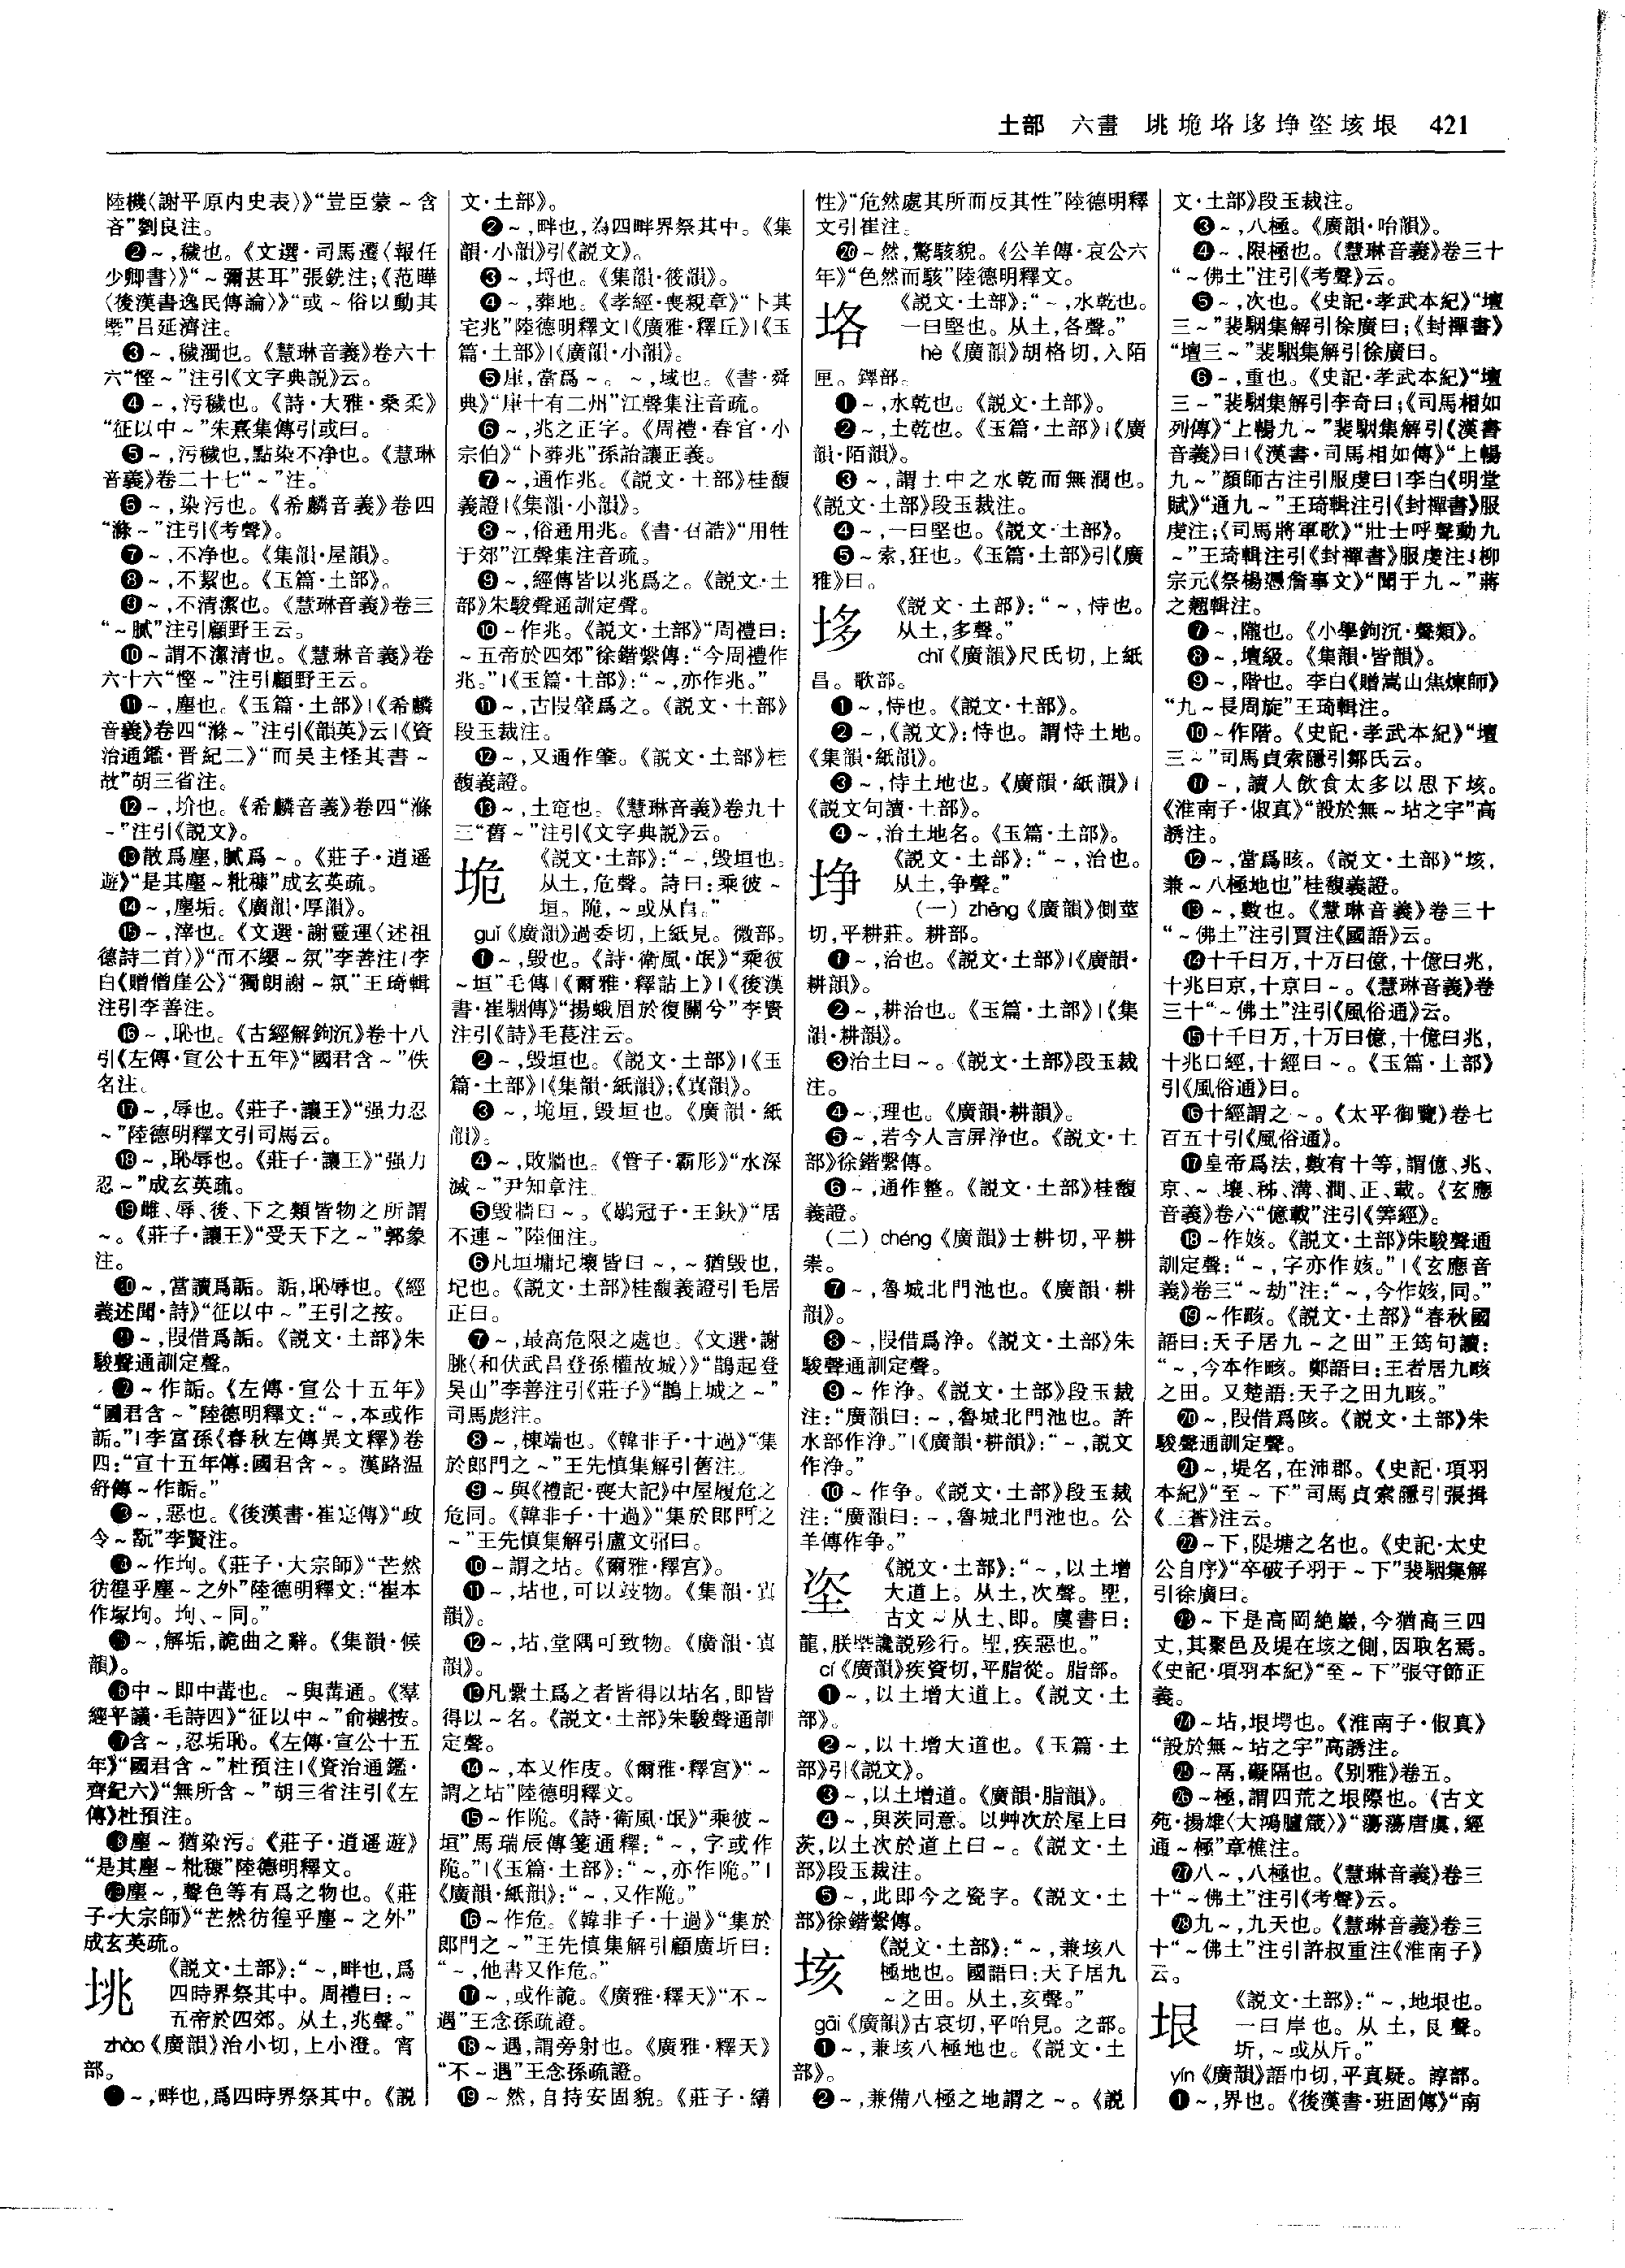 土部 六畫 垗垝垎垑埩垐垓垠 421
陸機〈謝平原内史表〉》“豈臣蒙～含
吝”劉良注。
❷～,穢也。《文選·司馬遷〈報任
少卿書〉》“～彌甚耳”張銑注;《范曄
〈後漢書逸民傳論〉》“或～俗以動其
槩”吕延濟注。
❸～,穢濁也。《慧琳音義》卷六十
六“慳～”注引《文字典説》云。
❹～,污穢也。《詩·大雅·桑柔》
“征以中～”朱熹集傳引或曰。
❺～,污穢也,點染不净也。《慧琳
音義》卷二十七“～”注。
❻～,染污也。《希麟音義》卷四
“滌～”注引《考聲》。
❼～,不净也。《集韻·屋韻》。
❽～,不絜也。《玉篇·土部》。
❾～,不清潔也。《慧琳音義》卷三
“～膩”注引顧野王云。
❿～謂不潔清也。《慧琳音義》卷
六十六“慳～”注引顧野王云。
⓫～,塵也。《玉篇·土部》|《希麟
音義》卷四“滌～”注引《韻英》云|《資
治通鑑·晋紀二》“而吴主怪其書～
故”胡三省注。
⓬～,圿也。《希麟音義》卷四“滌
～”注引《説文》。
⓭散爲塵,膩爲～。《莊子·逍遥
遊》“是其塵～粃糠”成玄英疏。
⓮～,塵垢。《廣韻·厚韻》。
⓯～,滓也。《文選·謝靈運〈述祖
德詩二首〉》“而不纓～氛”李善注|李
白《贈僧崖公》“獨朗謝～氛”王琦輯
注引李善注。
⓰～,恥也。《古經解鉤沉》卷十八
引《左傳·宣公十五年》“國君含～”佚
名注。
⓱～,辱也。《莊子·讓王》“强力忍
～”陸德明釋文引司馬云。
⓲～,恥辱也。《莊子·讓王》“强力
忍～”成玄英疏。
⓳雌、辱、後、下之類皆物之所謂
～。《莊子·讓王》“受天下之～”郭象
注。
⓴～,當讀爲詬。詬,恥辱也。《經
義述聞·詩》“征以中～”王引之按。
㉑～,叚借爲詬。《説文·土部》朱
駿聲通訓定聲。
㉒～作詬。《左傳·宣公十五年》
“國君含～”陸德明釋文:“～,本或作
詬。”|李富孫《春秋左傳異文釋》卷
四:“宣十五年傳:國君含～。漢路温
舒傳～作詬。”
㉓～,惡也。《後漢書·崔寔傳》“政
令～翫”李賢注。
㉔～作坸。《莊子·大宗師》“芒然
彷徨乎塵～之外”陸德明釋文:“崔本
作塚坸。坸、～同。”
㉕～,解垢,詭曲之辭。《集韻·候
韻》。
㉖中～即中冓也。～與冓通。《羣
經平議·毛詩四》“征以中～”俞樾按。
㉗含～,忍垢恥。《左傳·宣公十五
年》“國君含～”杜預注|《資治通鑑·
齊紀六》“無所含～”胡三省注引《左
傳》杜預注。
㉘塵～猶染污。《莊子·逍遥遊》
“是其塵～粃糠”陸德明釋文。
㉙塵～,聲色等有爲之物也。《莊
子·大宗師》“芒然彷徨乎塵～之外”
成玄英疏。
垗
《説文·土部》:“～,畔也,爲
四時界祭其中。周禮曰:～
五帝於四郊。从土,兆聲。”
zhào《廣韻》治小切,上小澄。宵
部。
❶～,畔也,爲四時界祭其中。《説
文·土部》。
❷～,畔也,為四畔界祭其中。《集
韻·小韻》引《説文》。
❸～,埒也。《集韻·筱韻》。
❹～,葬地。《孝經·喪親章》“卜其
宅兆”陸德明釋文|《廣雅·釋丘》|《玉
篇·土部》|《廣韻·小韻》。
❺庫,當爲～。～,域也。《書·舜
典》“庫十有二州”江聲集注音疏。
❻～,兆之正字。《周禮·春官·小
宗伯》“卜葬兆”孫詒讓正義。
❼～,通作兆。《説文·土部》桂馥
義證|《集韻·小韻》。
❽～,俗通用兆。《書·召誥》“用牲
于郊”江聲集注音疏。
❾～,經傳皆以兆爲之。《説文·土
部》朱駿聲通訓定聲。
❿～作兆。《説文·土部》“周禮曰:
～五帝於四郊”徐鍇繫傳:“今周禮作
兆。”|《玉篇·土部》:“～,亦作兆。”
⓫～,古叚肇爲之。《説文·土部》
段玉裁注。
⓬～,又通作肇。《説文·土部》桂
馥義證。
⓭～,土窀也。《慧琳音義》卷九十
三“舊～”注引《文字典説》云。
垝
《説文·土部》:“～,毁垣也。
从土,危聲。詩曰:乘彼～
垣。陒,～或从𨸏。”
guǐ《廣韻》過委切,上紙見。微部。
❶～,毁也。《詩·衛風·氓》“乘彼
～垣”毛傳|《爾雅·釋詁上》|《後漢
書·崔駰傳》“揚蛾眉於復關兮”李賢
注引《詩》毛萇注云。
❷～,毁垣也。《説文·土部》|《玉
篇·土部》|《集韻·紙韻》;《寘韻》。
❸～,垝垣,毁垣也。《廣韻·紙
韻》。
❹～,敗牆也。《管子·霸形》“水深
滅～”尹知章注。
❺毁牆曰～。《鶡冠子·王鈇》“居
不連～”陸佃注。
❻凡垣墉圮壞皆曰～,～猶毁也,
圮也。《説文·土部》桂馥義證引毛居
正曰。
❼～,最高危限之處也。《文選·謝
朓〈和伏武昌登孫權故城〉》“鵲起登
吴山”李善注引《莊子》“鵲上城之～”
司馬彪注。
❽～,棟端也。《韓非子·十過》“集
於郎門之～”王先慎集解引舊注。
❾～與《禮記·喪大記》中屋履危之
危同。《韓非子·十過》“集於郎門之
～”王先慎集解引盧文弨曰。
❿～謂之坫。《爾雅·釋宫》。
⓫～,坫也,可以攱物。《集韻·寘
韻》。
⓬～,坫,堂隅可致物。《廣韻·寘
韻》。
⓭凡絫土爲之者皆得以坫名,即皆
得以～名。《説文·土部》朱駿聲通訓
定聲。
⓮～,本又作庋。《爾雅·釋宫》“～
謂之坫”陸德明釋文。
⓯～作陒。《詩·衛風·氓》“乘彼～
垣”馬瑞辰傳箋通釋:“～,字或作
陒。”|《玉篇·土部》:“～,亦作陒。”|
《廣韻·紙韻》:“～,又作陒。”
⓰～作危。《韓非子·十過》“集於
郎門之～”王先慎集解引顧廣圻曰:
“～,他書又作危。”
⓱～,或作詭。《廣雅·釋天》“不～
遇”王念孫疏證。
⓲～遇,謂旁射也。《廣雅·釋天》
“不～遇”王念孫疏證。
⓳～然,自持安固貌。《莊子·繕
性》“危然處其所而反其性”陸德明釋
文引崔注。
⓴～然,驚駭貌。《公羊傳·哀公六
年》“色然而駭”陸德明釋文。
垎
《説文·土部》:“～,水乾也。
一曰堅也。从土,各聲。”
hè《廣韻》胡格切,入陌
匣。鐸部。
❶～,水乾也。《説文·土部》。
❷～,土乾也。《玉篇·土部》|《廣
韻·陌韻》。
❸～,謂土中之水乾而無潤也。
《説文·土部》段玉裁注。
❹～,一曰堅也。《説文·土部》。
❺～索,狂也。《玉篇·土部》引《廣
雅》曰。
垑
《説文·土部》:“～,恃也。
从土,多聲。”
chǐ《廣韻》尺氏切,上紙
昌。歌部。
❶～,恃也。《説文·土部》。
❷～,《説文》:恃也。謂恃土地。
《集韻·紙韻》。
❸～,恃土地也。《廣韻·紙韻》|
《説文句讀·土部》。
❹～,治土地名。《玉篇·土部》。
埩
《説文·土部》:“～,治也。
从土,争聲。”
（一）zhēng《廣韻》側莖
切,平耕莊。耕部。
❶～,治也。《説文·土部》|《廣韻·
耕韻》。
❷～,耕治也。《玉篇·土部》|《集
韻·耕韻》。
❸治土曰～。《説文·土部》段玉裁
注。
❹～,理也。《廣韻·耕韻》。
❺～,若今人言屏浄也。《説文·土
部》徐鍇繫傳。
❻～,通作整。《説文·土部》桂馥
義證。
（二）chéng《廣韻》士耕切,平耕
崇。
❼～,魯城北門池也。《廣韻·耕
韻》。
❽～,叚借爲浄。《説文·土部》朱
駿聲通訓定聲。
❾～作浄。《説文·土部》段玉裁
注:“廣韻曰:～,魯城北門池也。許
水部作浄。”|《廣韻·耕韻》:“～,説文
作浄。”
❿～作争。《説文·土部》段玉裁
注:“廣韻曰:～,魯城北門池也。公
羊傳作争。”
垐
《説文·土部》:“～,以土增
大道上。从土,次聲。堲,
古文～从土、即。虞書曰:
龍,朕堲讒説殄行。堲,疾惡也。”
cí《廣韻》疾資切,平脂從。脂部。
❶～,以土增大道上。《説文·土
部》。
❷～,以土增大道也。《玉篇·土
部》引《説文》。
❸～,以土增道。《廣韻·脂韻》。
❹～,與茨同意。以艸次於屋上曰
茨,以土次於道上曰～。《説文·土
部》段玉裁注。
❺～,此即今之瓷字。《説文·土
部》徐鍇繫傳。
垓
《説文·土部》:“～,兼垓八
極地也。國語曰:天子居九
～之田。从土,亥聲。”
gāi《廣韻》古哀切,平咍見。之部。
❶～,兼垓八極地也。《説文·土
部》。
❷～,兼備八極之地謂之～。《説
文·土部》段玉裁注。
❸～,八極。《廣韻·咍韻》。
❹～,限極也。《慧琳音義》卷三十
“～佛土”注引《考聲》云。
❺～,次也。《史記·孝武本紀》“壇
三～”裴駰集解引徐廣曰;《封禪書》
“壇三～”裴駰集解引徐廣曰。
❻～,重也。《史記·孝武本紀》“壇
三～”裴駰集解引李奇曰;《司馬相如
列傳》“上暢九～”裴駰集解引《漢書
音義》曰|《漢書·司馬相如傳》“上暢
九～”顔師古注引服虔曰|李白《明堂
賦》“通九～”王琦輯注引《封禪書》服
虔注;《司馬將軍歌》“壯士呼聲動九
～”王琦輯注引《封禪書》服虔注|柳
宗元《祭楊憑詹事文》“聞于九～”蔣
之翹輯注。
❼～,隴也。《小學鉤沉·聲類》。
❽～,壇級。《集韻·皆韻》。
❾～,階也。李白《贈嵩山焦煉師》
“九～長周旋”王琦輯注。
❿～作階。《史記·孝武本紀》“壇
三～”司馬貞索隱引鄒氏云。
⓫～,讀人飲食太多以思下垓。
《淮南子·俶真》“設於無～坫之宇”高
誘注。
⓬～,當爲晐。《説文·土部》“垓,
兼～八極地也”桂馥義證。
⓭～,數也。《慧琳音義》卷三十
“～佛土”注引賈注《國語》云。
⓮十千曰万,十万曰億,十億曰兆,
十兆曰京,十京曰～。《慧琳音義》卷
三十“～佛土”注引《風俗通》云。
⓯十千曰万,十万曰億,十億曰兆,
十兆曰經,十經曰～。《玉篇·土部》
引《風俗通》曰。
⓰十經謂之～。《太平御覽》卷七
百五十引《風俗通》。
⓱皇帝爲法,數有十等,謂億、兆、
京、～、壤、秭、溝、澗、正、載。《玄應
音義》卷六“億載”注引《筭經》。
⓲～作姟。《説文·土部》朱駿聲通
訓定聲:“～,字亦作姟。”|《玄應音
義》卷三“～劫”注:“～,今作姟,同。”
⓳～作畡。《説文·土部》“春秋國
語曰:天子居九～之田”王筠句讀:
“～,今本作畡。鄭語曰:王者居九畡
之田。又楚語:天子之田九畡。”
⓴～,叚借爲陔。《説文·土部》朱
駿聲通訓定聲。
㉑～,堤名,在沛郡。《史記·項羽
本紀》“至～下”司馬貞索隱引張揖
《三蒼》注云。
㉒～下,隄塘之名也。《史記·太史
公自序》“卒破子羽于～下”裴駰集解
引徐廣曰。
㉓～下是高岡絶巖,今猶高三四
丈,其聚邑及堤在垓之側,因取名焉。
《史記·項羽本紀》“至～下”張守節正
義。
㉔～坫,垠堮也。《淮南子·俶真》
“設於無～坫之宇”高誘注。
㉕～鬲,礙隔也。《别雅》卷五。
㉖～極,謂四荒之垠際也。《古文
苑·揚雄〈大鴻臚箴〉》“蕩蕩唐虞,經
通～極”章樵注。
㉗八～,八極也。《慧琳音義》卷三
十“～佛土”注引《考聲》云。
㉘九～,九天也。《慧琳音義》卷三
十“～佛土”注引許叔重注《淮南子》
云。
垠
《説文·土部》:“～,地垠也。
一曰岸也。从土,艮聲。
圻,～或从斤。”
yín《廣韻》語巾切,平真疑。諄部。
❶～,界也。《後漢書·班固傳》“南